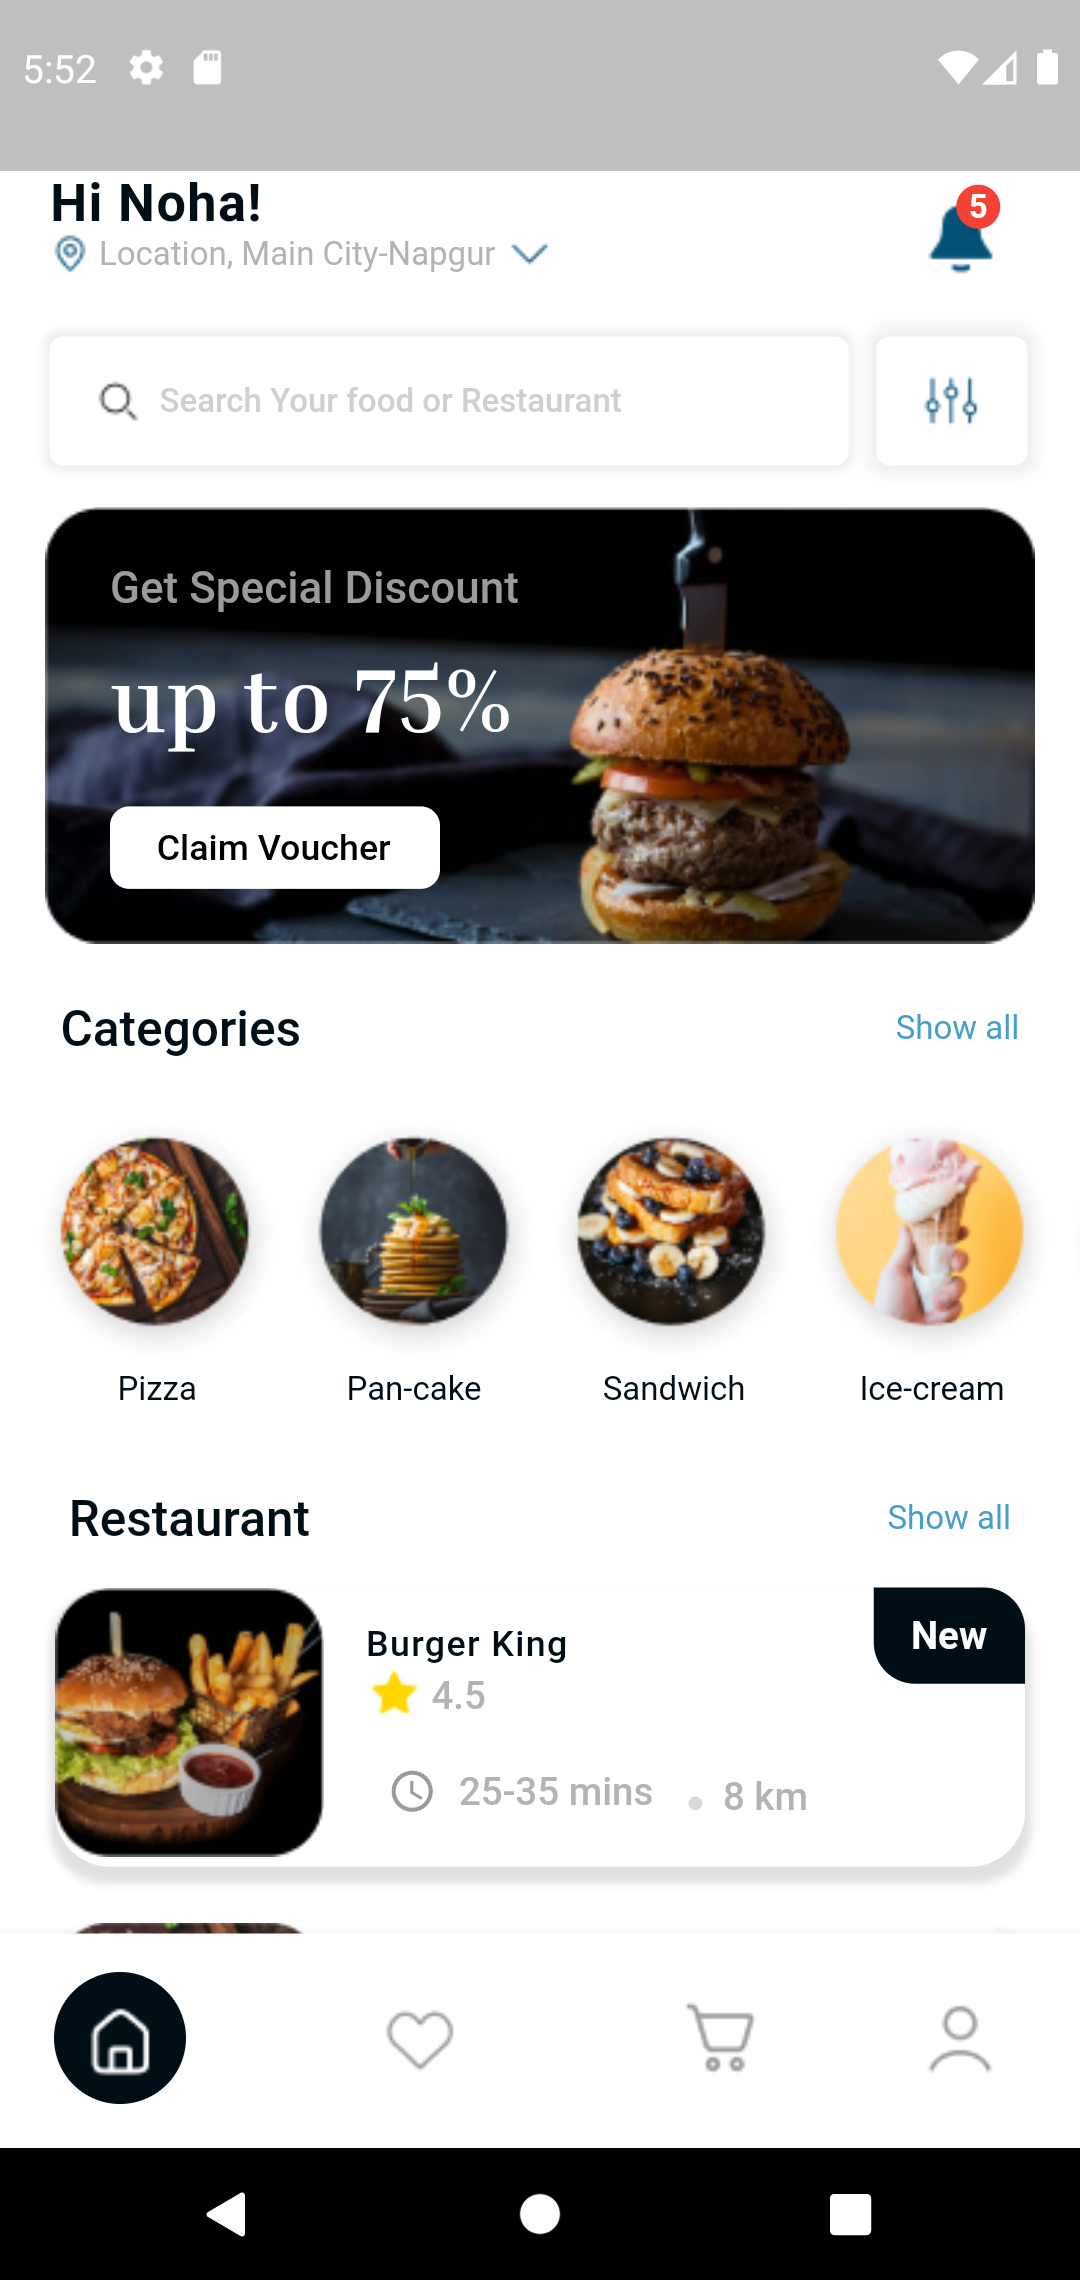 5:52
Hi Noha!
5
Location, Main City-Napgur
Search Your food or Restaurant
Get Special Discount
up to 75%
Claim Voucher
Categories
Show all
Pizza
Pan-cake
Sandwich
Ice-cream
Restaurant
Show all
Burger King
New
4.5
25-35 mins
8 km